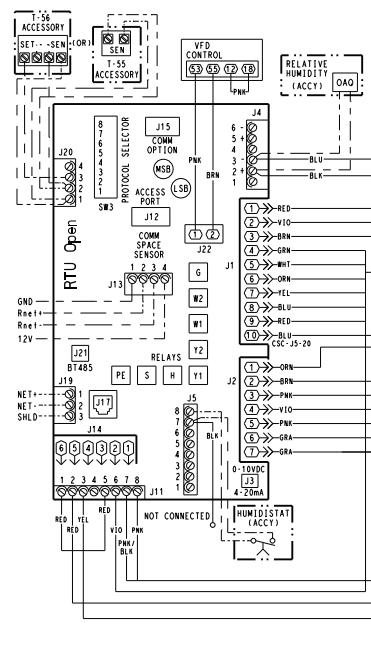 T-56
ACCESSORY
SET - - -SEN
(OR)
SEN
T-55
ACCESSORY
VFD
CONTROL
53 55 12 18
PNK
RELATIVE
HUMIDITY
(ACCY)
OAQ
PNK
BRN
J20
4
3
2
1
8
7
6
5
4
3
2
1
SW3
PROTOCOL SELECTOR
J15
COMM
OPTION
MSB
LSB
ACCESS
PORT
J12
COMM
SPACE
SENSOR
1 2
J22
J4
6 -
5 +
4
3 -
2 +
1
BLU
BLK
RTU Open
1 2 3 4
J13
GND
Rnet+
Rnet-
12V
G
W2
W1
Y2
J1
1 RED
2 VIO
3 BRN
4 GRN
5 WHT
6 ORN
7 YEL
8 BLU
9 RED
10 BLU
CSC-J5-20
J21
BT485
RELAYS
PE S H Y1
J19
NET+ 1
NET- 2
SHLD 3
J17
J5
8
7
6
5
4
3
2
1
BLK
J2
1 ORN
2 BRN
3 PNK
4 VIO
5 PNK
6 GRA
7 GRA
0-10VDC
J3
4-20mA
J14
6 5 4 3 2 1
1 2 3 4 5 6 7 8
J11
RED
RED
YEL
RED
VIO
PNK/
BLK
PNK
NOT CONNECTED
HUMIDISTAT
(ACCY)